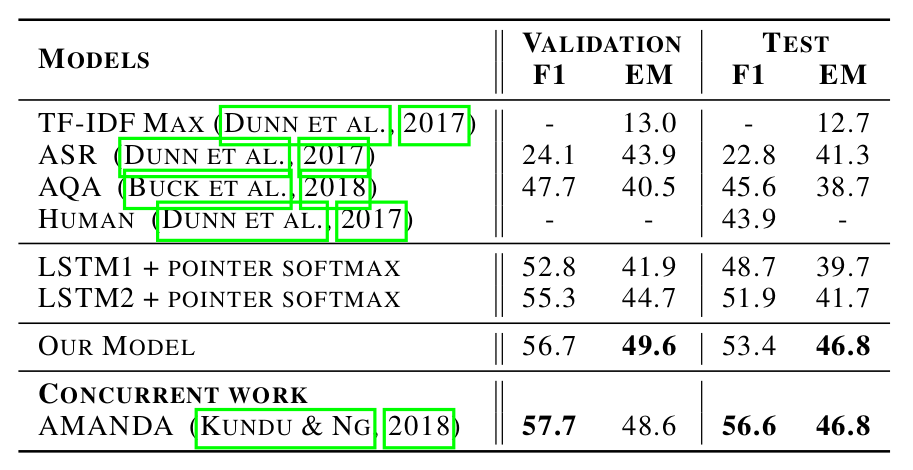 MODELS VALIDATION TEST
F1 EM F1 EM
TF-IDF MAX (DUNN ET AL., 2017) - 13.0 - 12.7
ASR (DUNN ET AL., 2017) 24.1 43.9 22.8 41.3
AQA (BUCK ET AL., 2018) 47.7 40.5 45.6 38.7
HUMAN (DUNN ET AL., 2017) - - 43.9 -
LSTM1 + POINTER SOFTMAX 52.8 41.9 48.7 39.7
LSTM2 + POINTER SOFTMAX 55.3 44.7 51.9 41.7
OUR MODEL 56.7 49.6 53.4 46.8
CONCURRENT WORK
AMANDA (KUNDU & NG, 2018) 57.7 48.6 56.6 46.8